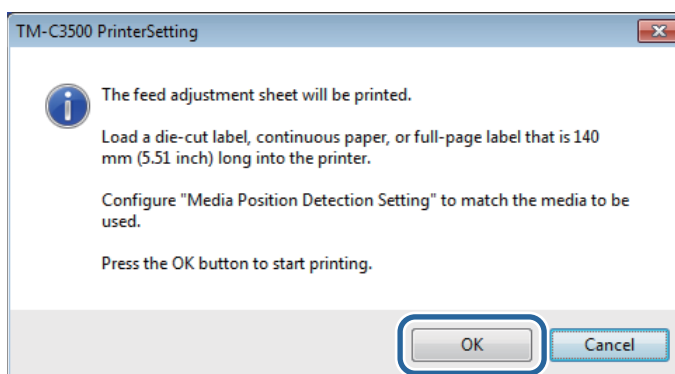 TM-C3500 PrinterSetting
The feed adjustment sheet will be printed.
Load a die-cut label, continuous paper, or full-page label that is 140
mm (5.51 inch) long into the printer.
Configure "Media Position Detection Setting" to match the media to be
used.
Press the OK button to start printing.
OK
Cancel